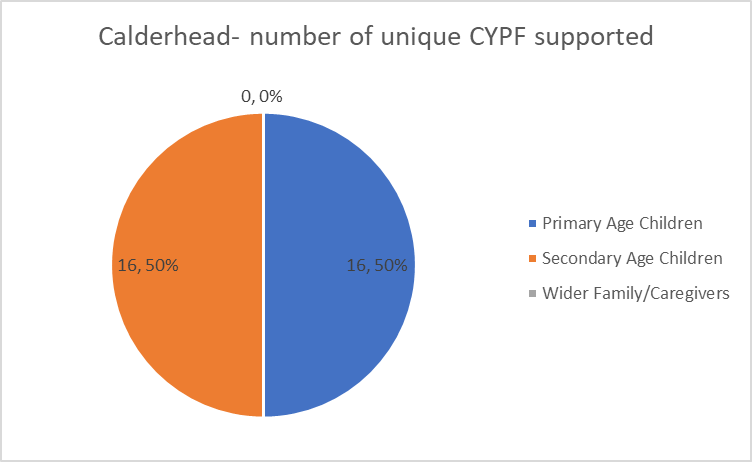 Calderhead- number of unique CYPF supported
0, 0%
16, 50%
16, 50%
Primary Age Children
Secondary Age Children
Wider Family/Caregivers